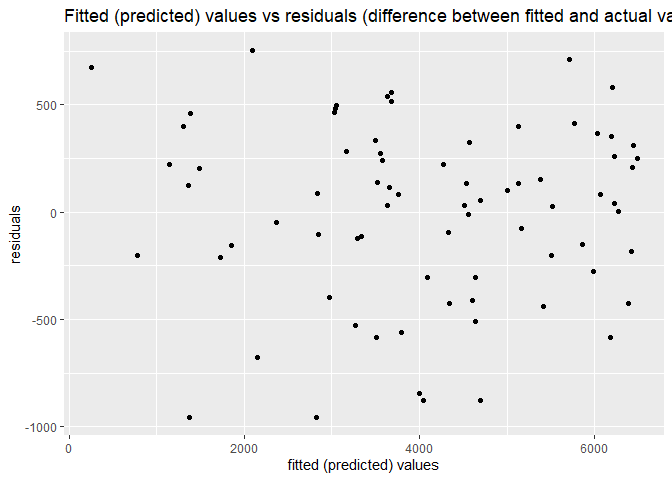 Fitted (predicted) values vs residuals (difference between fitted and actual va
500
0
-500
-1000
residuals
0
2000
4000
6000
fitted (predicted) values